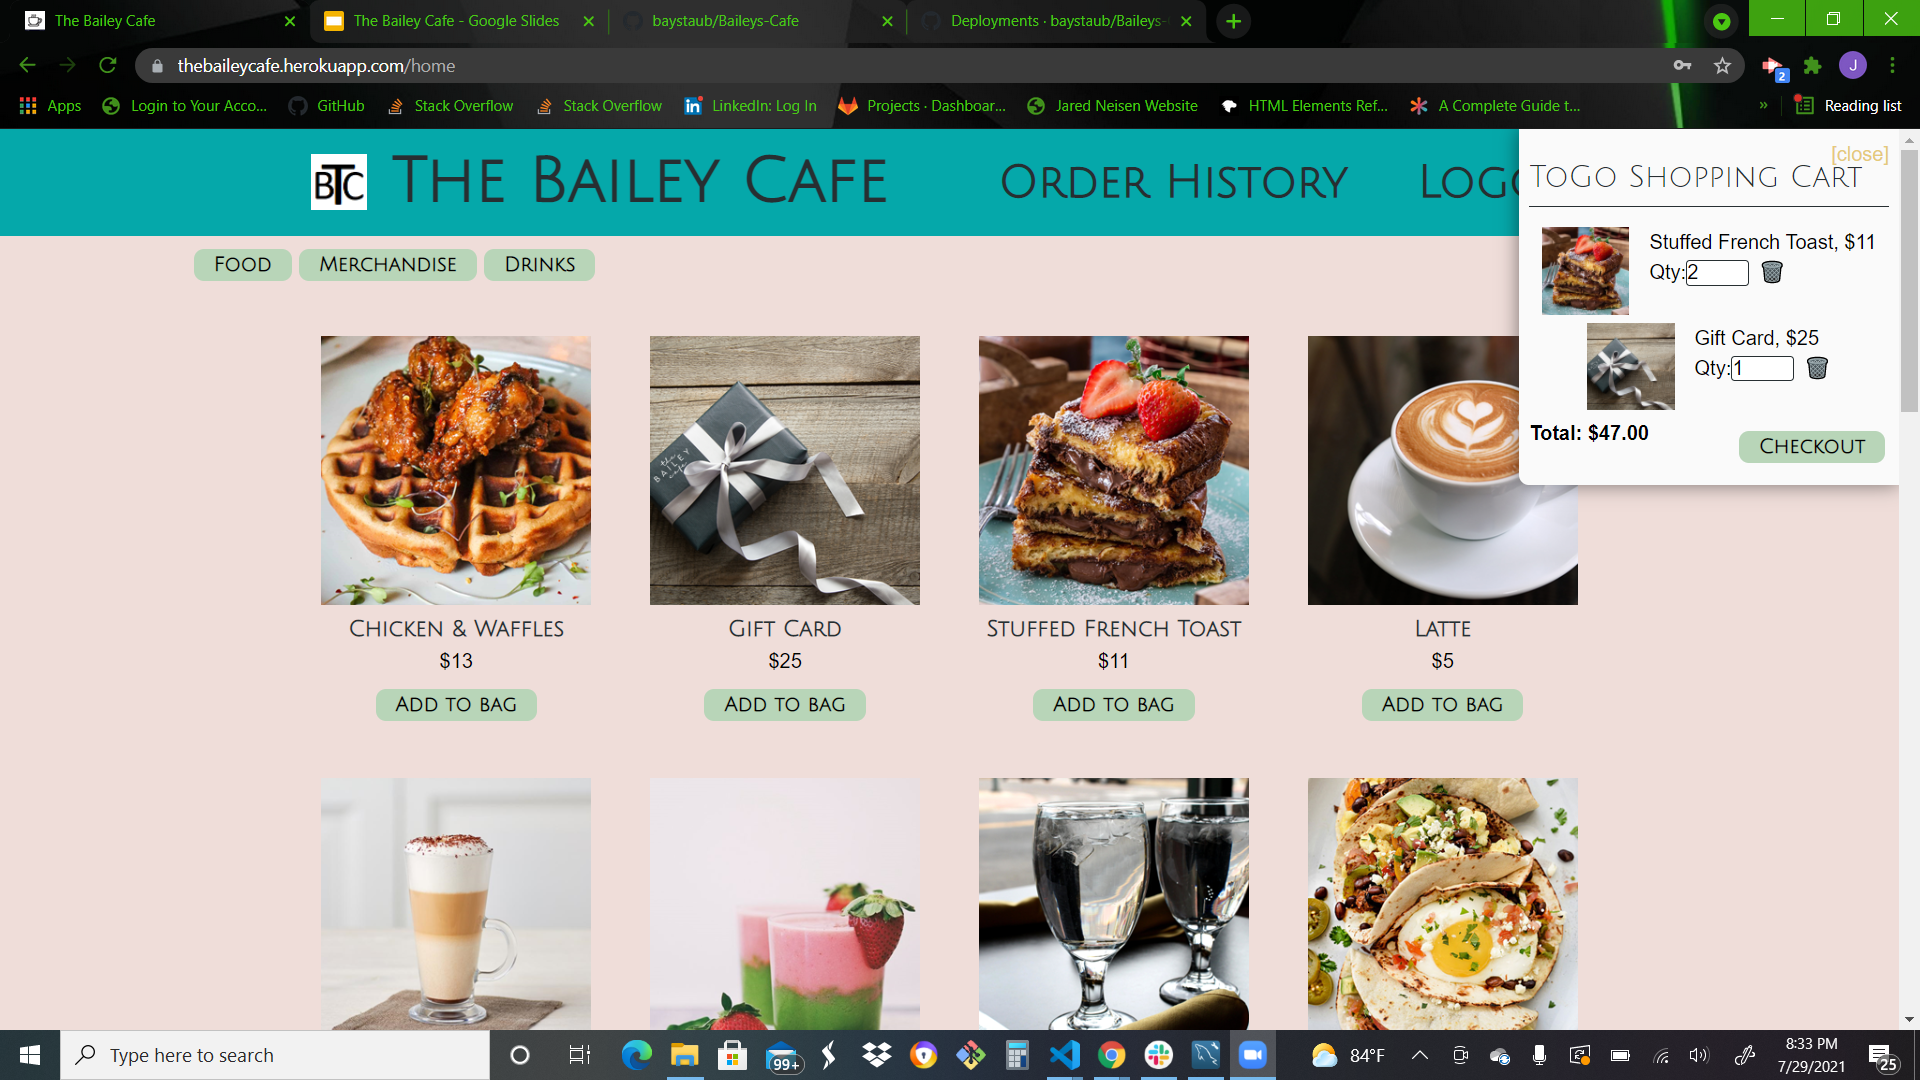 The Bailey Cafe
The Bailey Cafe - Google Slides
baystaub/Baileys-Cafe
Deployments · baystaub/Baileys-
thebaileycafe.herokuapp.com/home
2
J
Apps
Login to Your Acco...
GitHub
Stack Overflow
Stack Overflow
LinkedIn: Log In
Projects · Dashboar...
Jared Neisen Website
HTML Elements Ref...
A Complete Guide t...
»
Reading list
BTC
The Bailey Cafe
Order History
Logo
[close]
ToGo Shopping Cart
Stuffed French Toast, $11
Qty:2
Gift Card, $25
Qty:1
Total: $47.00
Checkout
Food
Merchandise
Drinks
the
BAILEY
cafe
Chicken & Waffles
$13
Add to bag
Gift Card
$25
Add to bag
Stuffed French Toast
$11
Add to bag
Latte
$5
Add to bag
Type here to search
99+
84°F
8:33 PM
7/29/2021
25